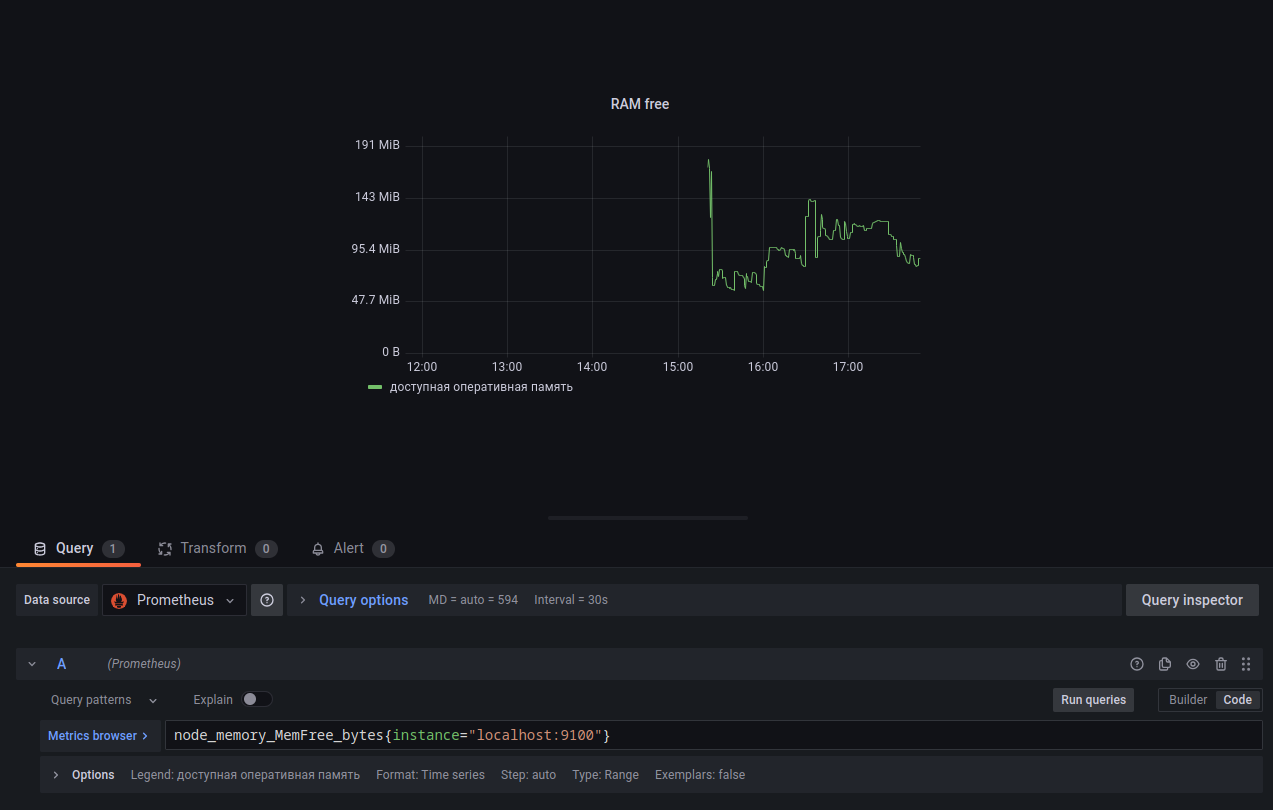 RAM free
191 MiB
143 MiB
95.4 MiB
47.7 MiB
0 B
12:00 13:00 14:00 15:00 16:00 17:00
доступная оперативная память
Query 1 Transform 0 Alert 0
Data source Prometheus Query options MD = auto = 594 Interval = 30s Query inspector
A (Prometheus)
Query patterns Explain Run queries Builder Code
Metrics browser > node_memory_MemFree_bytes{instance="localhost:9100"}
Options Legend: доступная оперативная память Format: Time series Step: auto Type: Range Exemplars: false